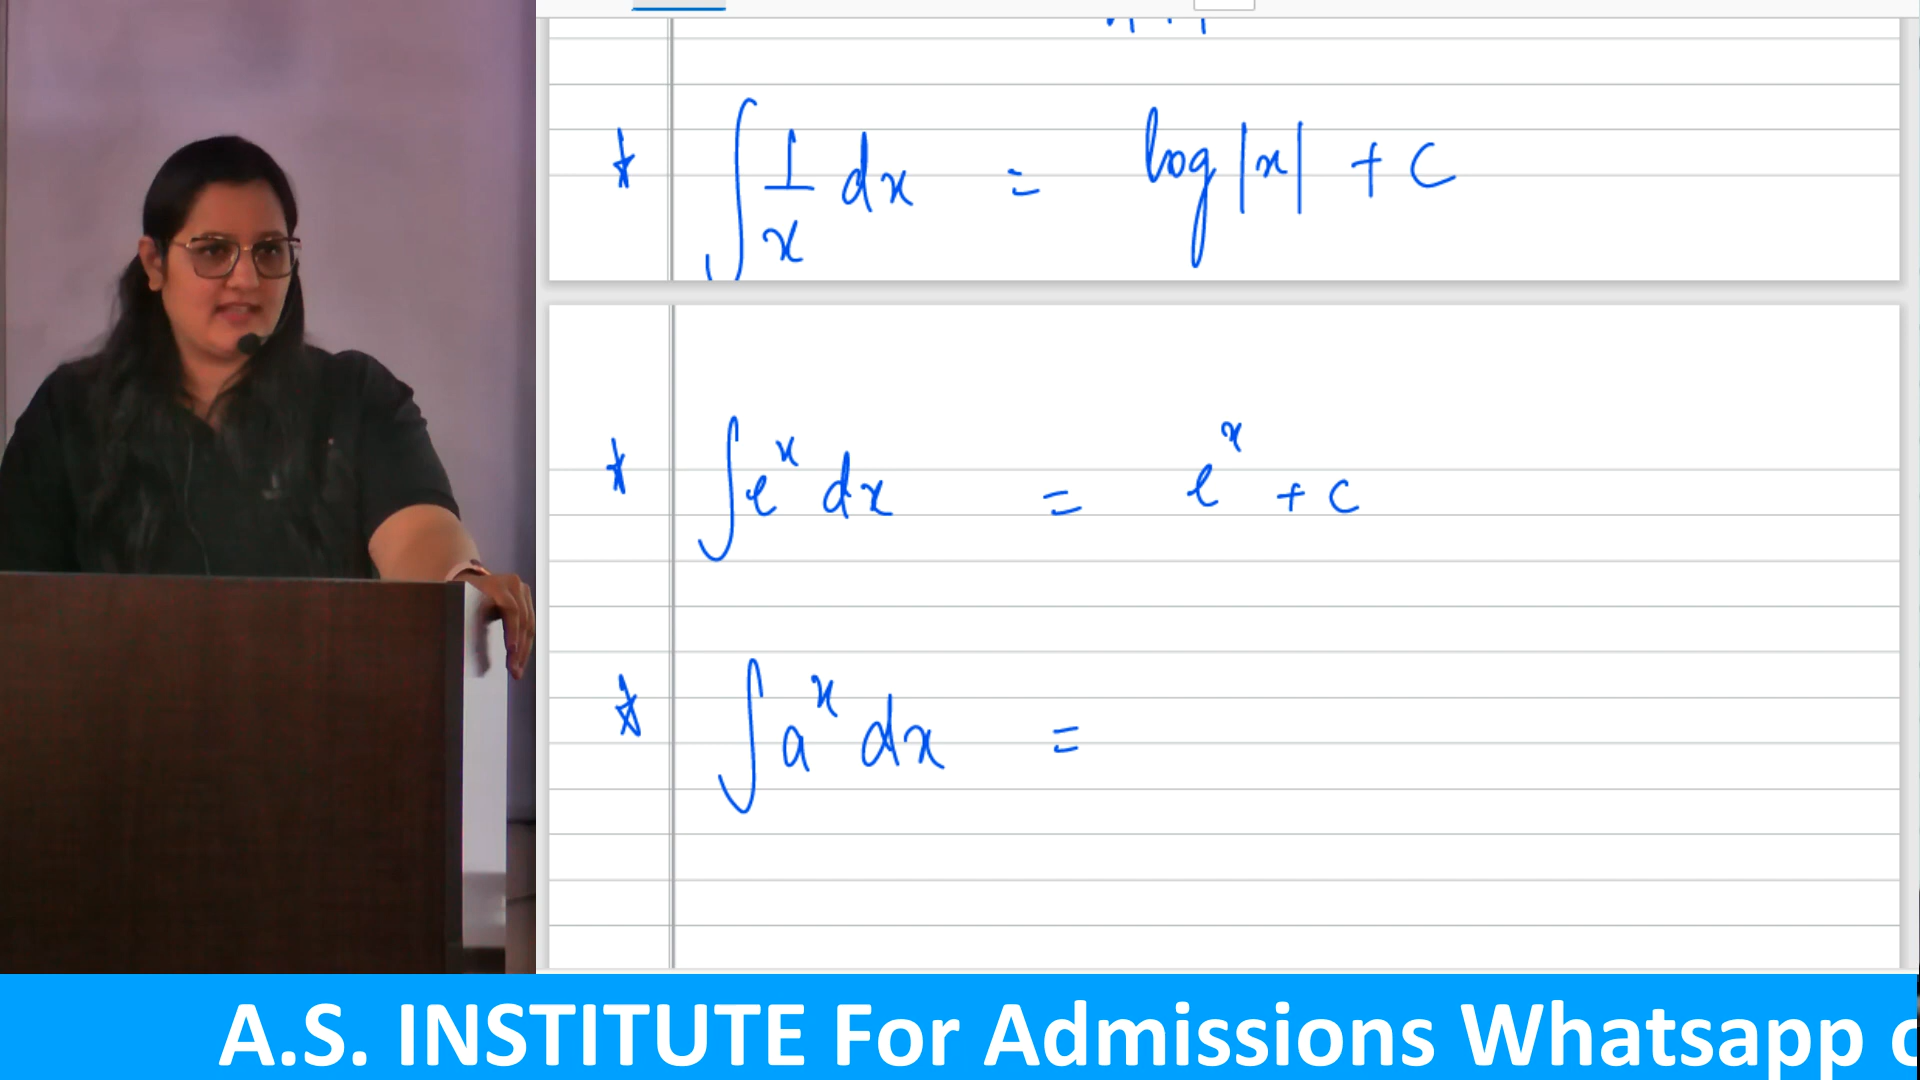 * ∫ 1/x dx = log|x| + c
* ∫ e^x dx = e^x + c
* ∫ a^x dx =
A.S. INSTITUTE For Admissions Whatsapp